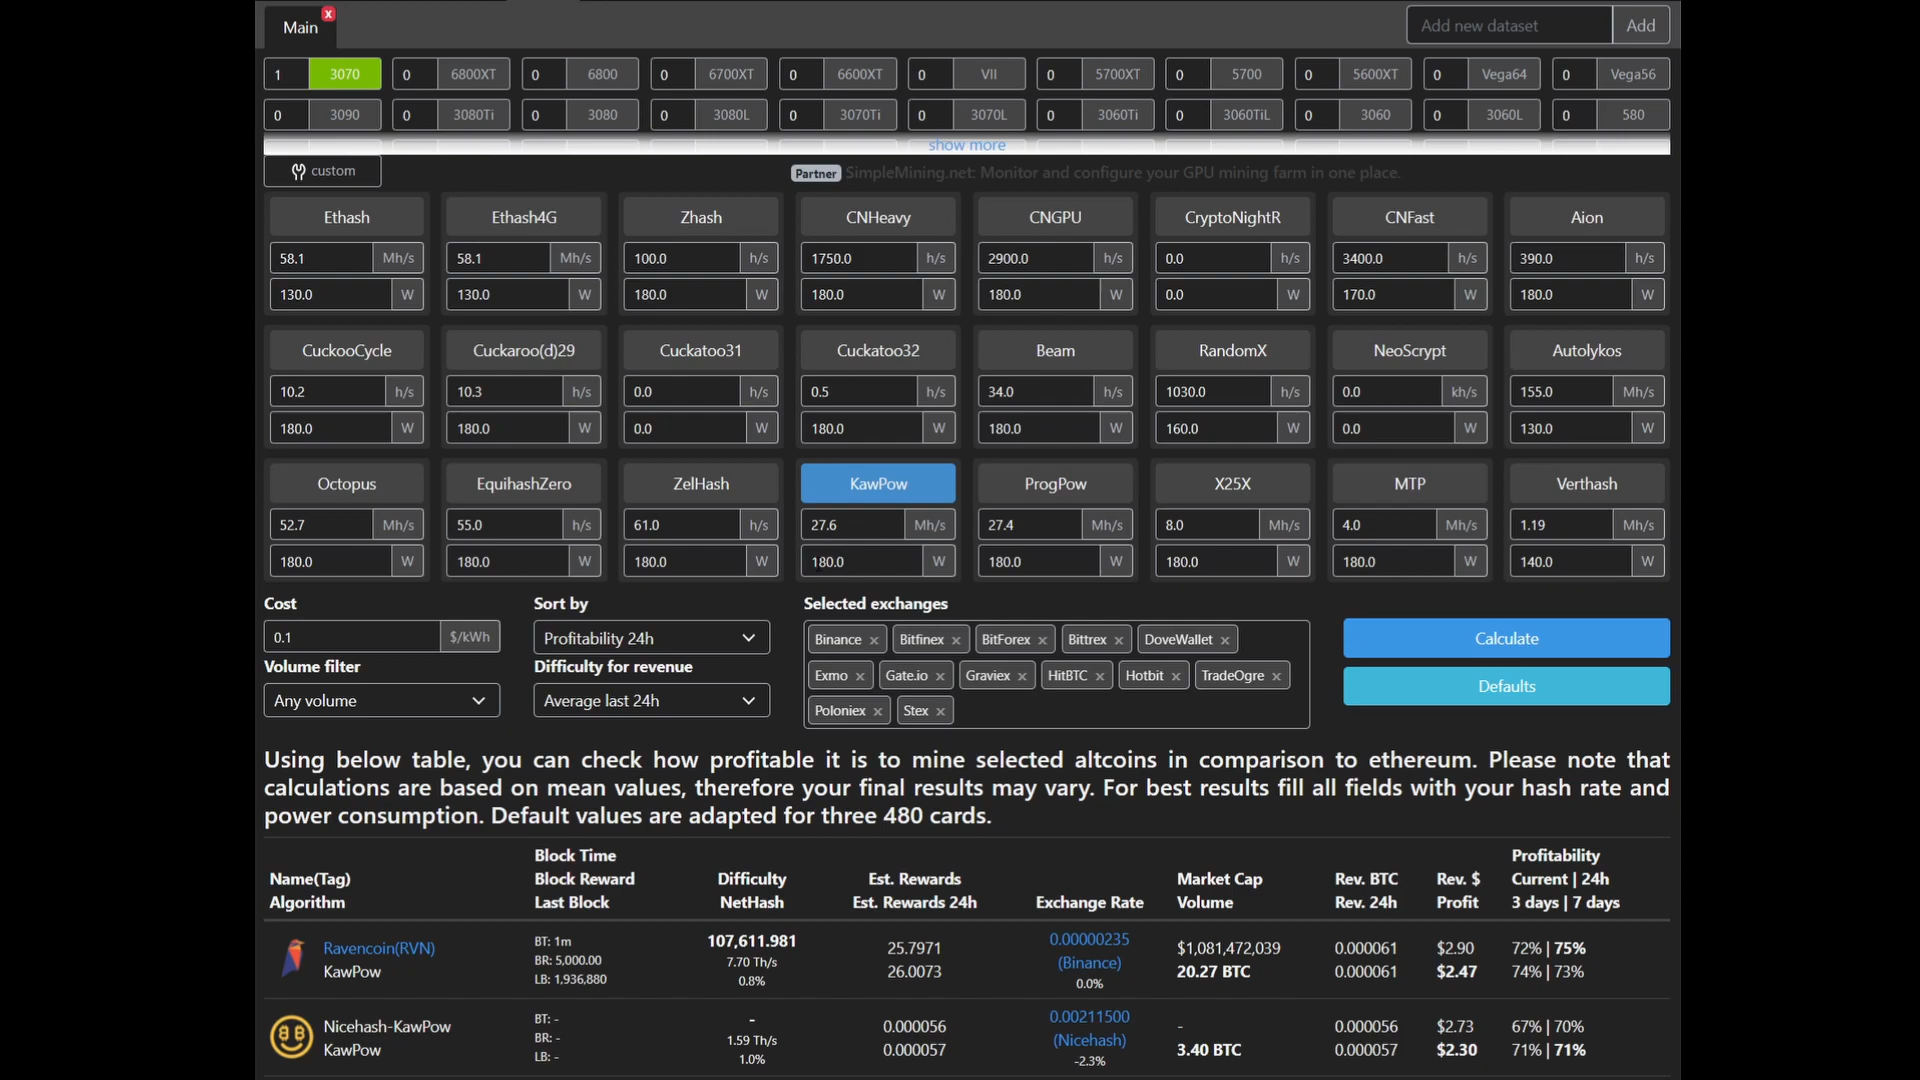 Main x
Add new dataset Add
1 3070 0 6800XT 0 6800 0 6700XT 0 6600XT 0 VII 0 5700XT 0 5700 0 5600XT 0 Vega64 0 Vega56
0 3090 0 3080Ti 0 3080 0 3080L 0 3070Ti 0 3070L 0 3060Ti 0 3060TiL 0 3060 0 3060L 0 580
show more
custom
Partner SimpleMining.net: Monitor and configure your GPU mining farm in one place.
Ethash Ethash4G Zhash CNHeavy CNGPU CryptoNightR CNFast Aion
58.1 Mh/s 58.1 Mh/s 100.0 h/s 1750.0 h/s 2900.0 h/s 0.0 h/s 3400.0 h/s 390.0 h/s
130.0 W 130.0 W 180.0 W 180.0 W 180.0 W 0.0 W 170.0 W 180.0 W
CuckooCycle Cuckaroo(d)29 Cuckatoo31 Cuckatoo32 Beam RandomX NeoScrypt Autolykos
10.2 h/s 10.3 h/s 0.0 h/s 0.5 h/s 34.0 h/s 1030.0 h/s 0.0 kh/s 155.0 Mh/s
180.0 W 180.0 W 0.0 W 180.0 W 180.0 W 160.0 W 0.0 W 130.0 W
Octopus EquihashZero ZelHash KawPow ProgPow X25X MTP Verthash
52.7 Mh/s 55.0 h/s 61.0 h/s 27.6 Mh/s 27.4 Mh/s 8.0 Mh/s 4.0 Mh/s 1.19 Mh/s
180.0 W 180.0 W 180.0 W 180.0 W 180.0 W 180.0 W 180.0 W 140.0 W
Cost Sort by Selected exchanges
0.1 $/kWh Profitability 24h Binance × Bitfinex × BitForex × Bittrex × DoveWallet × Calculate
Volume filter Difficulty for revenue Exmo × Gate.io × Graviex × HitBTC × Hotbit × TradeOgre × Defaults
Any volume Average last 24h Poloniex × Stex ×
Using below table, you can check how profitable it is to mine selected altcoins in comparison to ethereum. Please note that
calculations are based on mean values, therefore your final results may vary. For best results fill all fields with your hash rate and
power consumption. Default values are adapted for three 480 cards.
Block Time Profitability
Name(Tag) Block Reward Difficulty Est. Rewards Market Cap Rev. BTC Rev. $ Current | 24h
Algorithm Last Block NetHash Est. Rewards 24h Exchange Rate Volume Rev. 24h Profit 3 days | 7 days
BT: 1m 107,611.981 0.00000235
Ravencoin(RVN) BR: 5,000.00 7.70 Th/s 25.7971 (Binance) $1,081,472,039 0.000061 $2.90 72% | 75%
KawPow LB: 1,936,880 0.8% 26.0073 0.0% 20.27 BTC 0.000061 $2.47 74% | 73%
BT: - - 0.00211500
Nicehash-KawPow BR: - 1.59 Th/s 0.000056 (Nicehash) - 0.000056 $2.73 67% | 70%
KawPow LB: - 1.0% 0.000057 -2.3% 3.40 BTC 0.000057 $2.30 71% | 71%